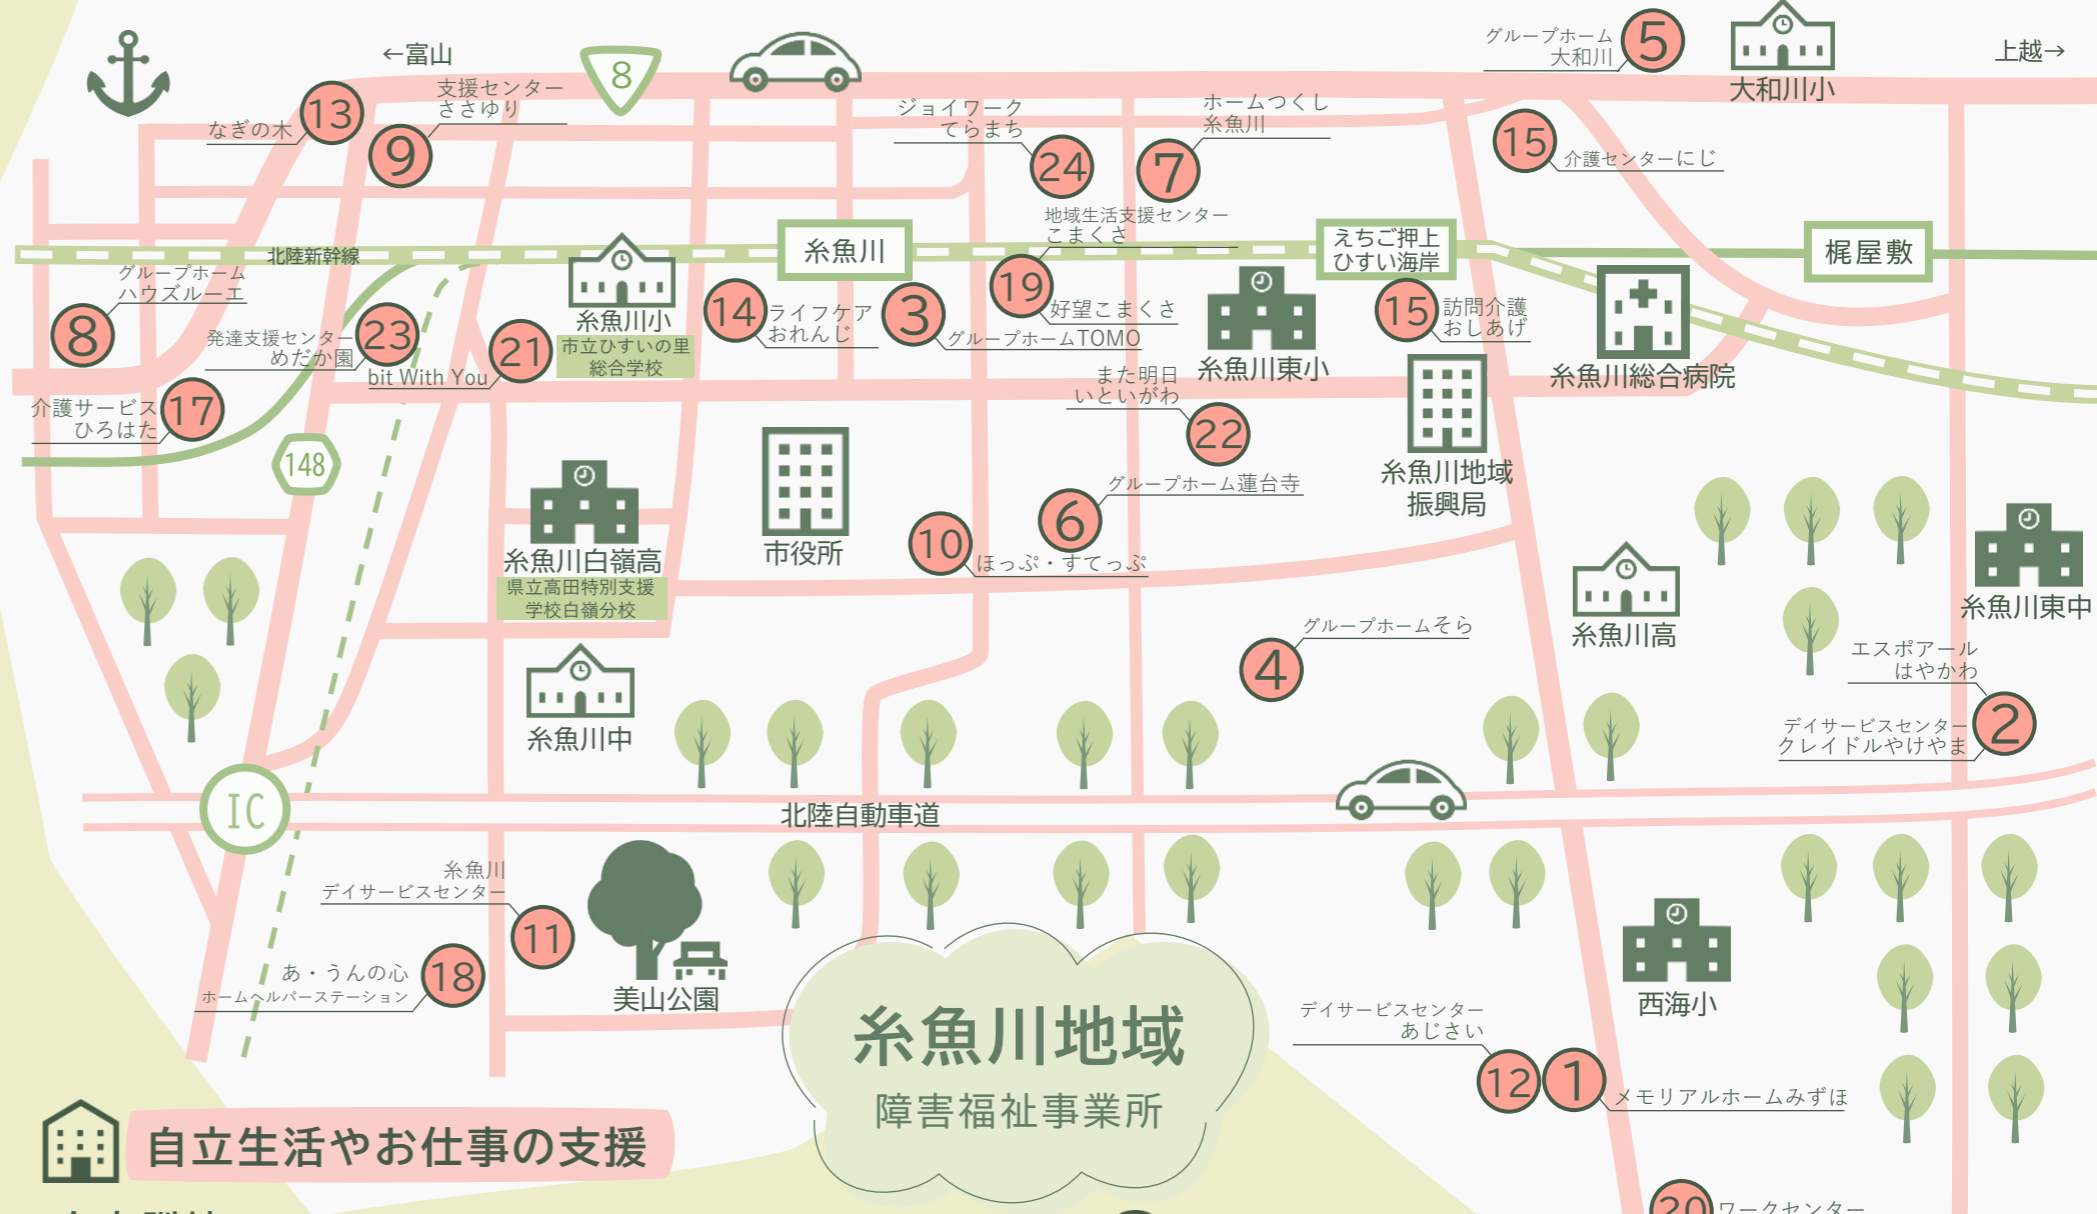 ←富山
8
グループホーム
大和川
5
大和川小
上越→
なぎの木
13
支援センター
ささゆり
9
ジョイワーク
てらまち
24
ホームつくし
糸魚川
7
15
介護センターにじ
北陸新幹線
糸魚川
地域生活支援センター
こまくさ
19
好望こまくさ
えちご押上
ひすい海岸
梶屋敷
グループホーム
ハウズルーエ
8
発達支援センター
めだか園
23
bit With You
21
糸魚川小
市立ひすいの里
総合学校
14
ライフケア
おれんじ
3
グループホームTOMO
糸魚川東小
15
訪問介護
おしあげ
糸魚川総合病院
介護サービス
ひろはた
17
148
また明日
いといがわ
22
糸魚川地域
振興局
糸魚川白嶺高
県立高田特別支援
学校白嶺分校
市役所
10
ほっぷ・すてっぷ
6
グループホーム蓮台寺
糸魚川高
糸魚川東中
グループホームそら
4
エスポアール
はやかわ
2
デイサービスセンター
クレイドルやけやま
糸魚川中
IC
北陸自動車道
糸魚川
デイサービスセンター
11
あ・うんの心
ホームヘルパーステーション
18
美山公園
西海小
糸魚川地域
障害福祉事業所
デイサービスセンター
あじさい
12
1
メモリアルホームみずほ
自立生活やお仕事の支援
20
ワークセンター